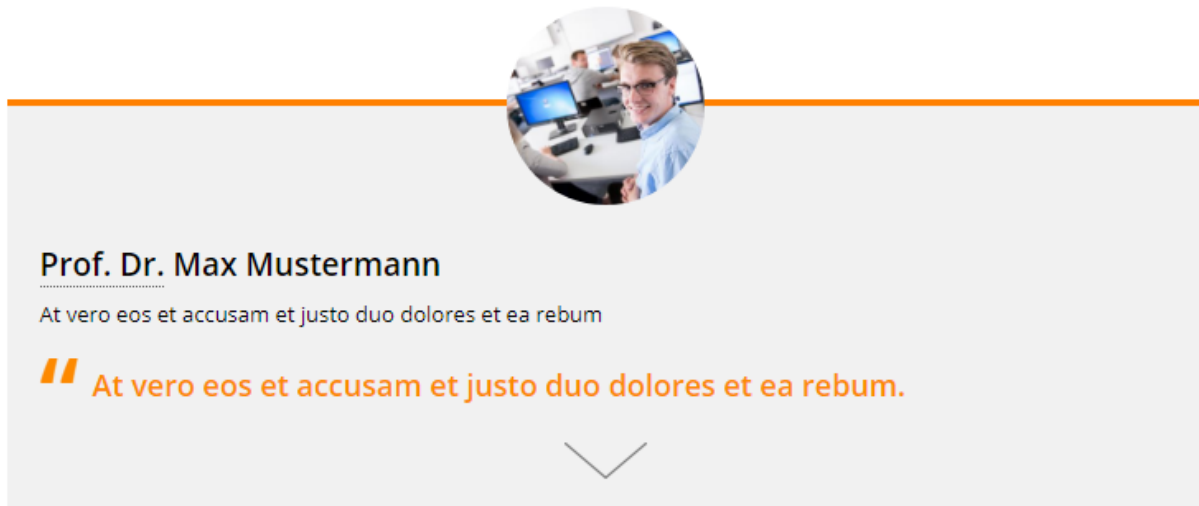 Prof. Dr. Max Mustermann
At vero eos et accusam et justo duo dolores et ea rebum
“ At vero eos et accusam et justo duo dolores et ea rebum.